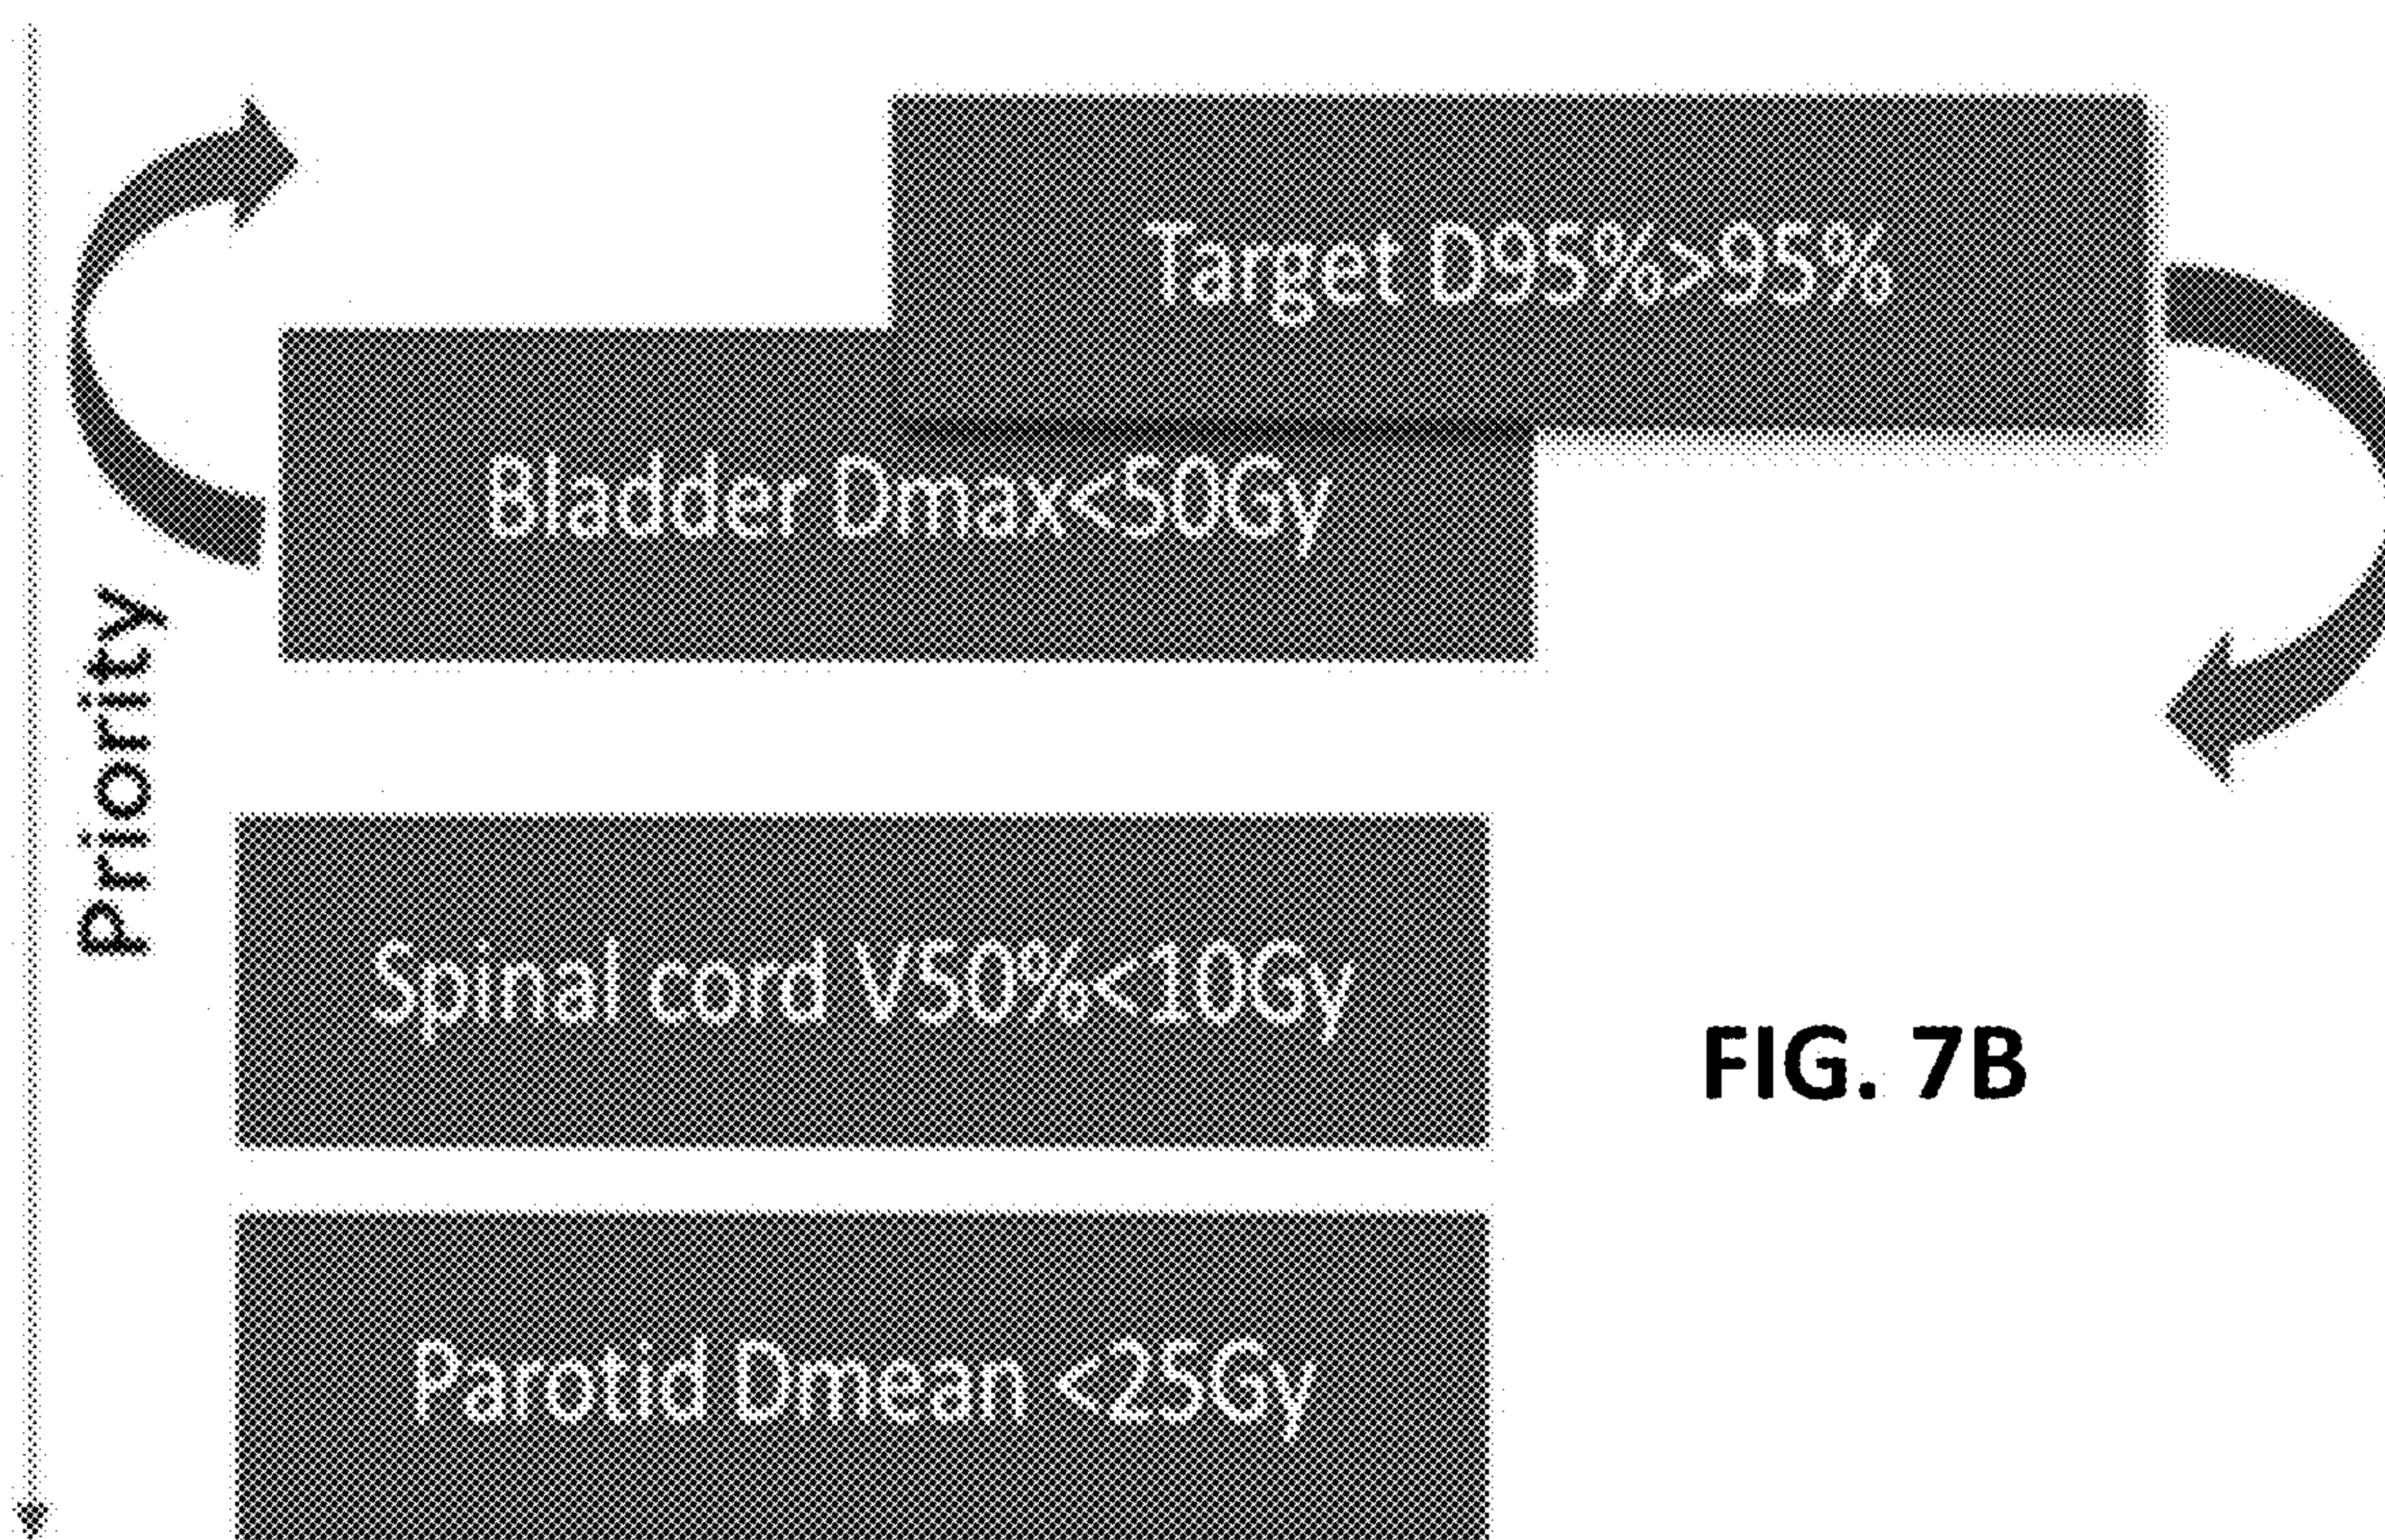 Target D95%>95%
Bladder Dmax<50Gy
Priority
Spinal cord V50%<10Gy
FIG. 7B
Parotid Dmean <25Gy